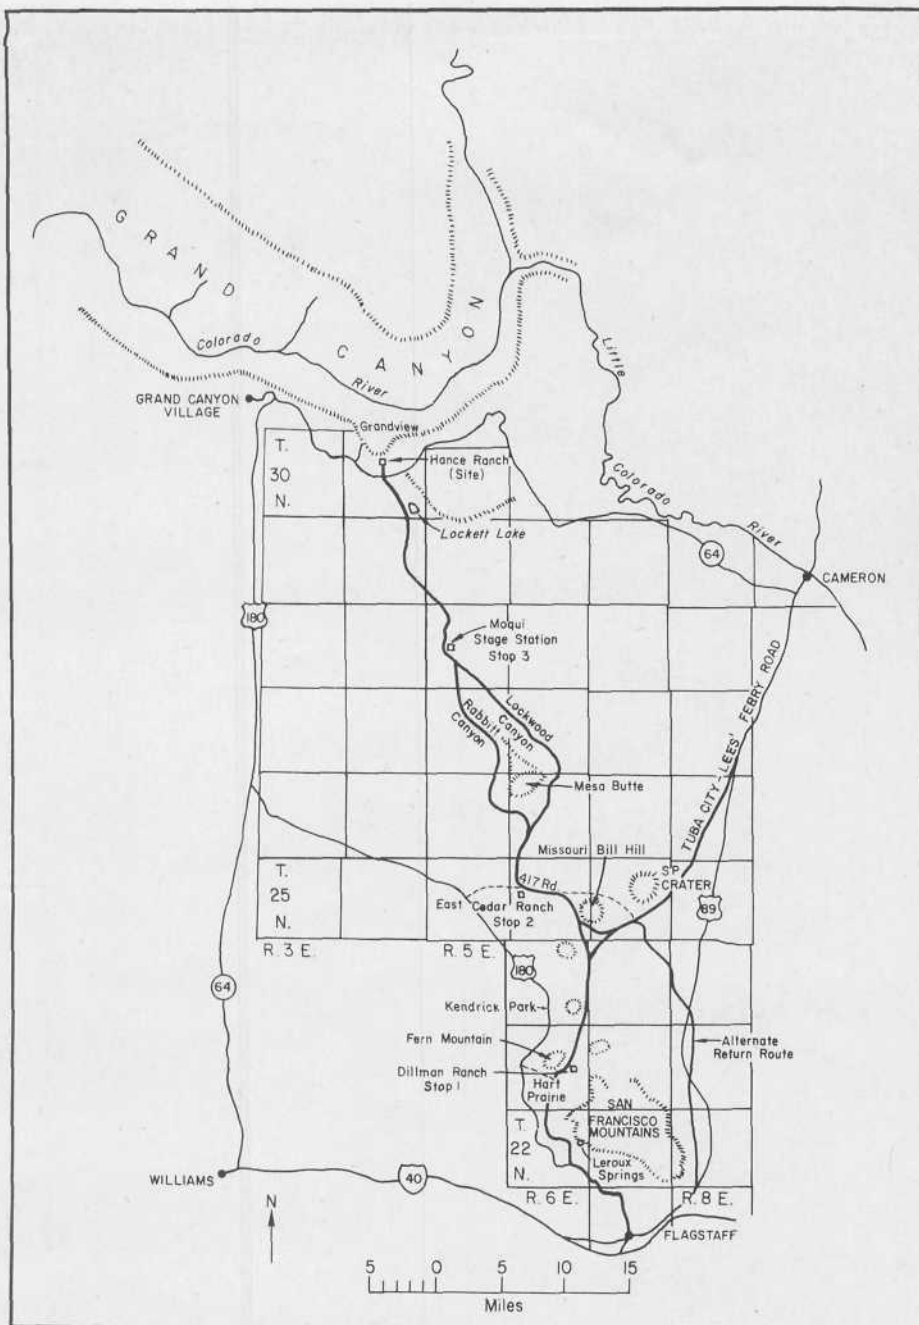 GRAND
CANYON
Colorado
River
Little
Colorado
River
GRAND CANYON
VILLAGE
Grandview
Hance Ranch
(Site)
T.
30
N.
Lockett Lake
64
CAMERON
180
Moqui
Stage Station
Stop 3
Lockwood
Canyon
Rabbitt
Canyon
Mesa Butte
TUBA CITY - LEES' FERRY ROAD
Missouri Bill Hill
S P
CRATER
T.
25
N.
417 Rd.
East Cedar Ranch
Stop 2
89
R. 3 E.
R. 5 E.
180
64
Kendrick Park
Fern Mountain
Alternate
Return Route
Dillman Ranch
Stop 1
Hart
Prairie
SAN
FRANCISCO
MOUNTAINS
T.
22
N.
Leroux
Springs
WILLIAMS
40
N
R. 6 E.
R. 8 E.
FLAGSTAFF
5 0 5 10 15
Miles